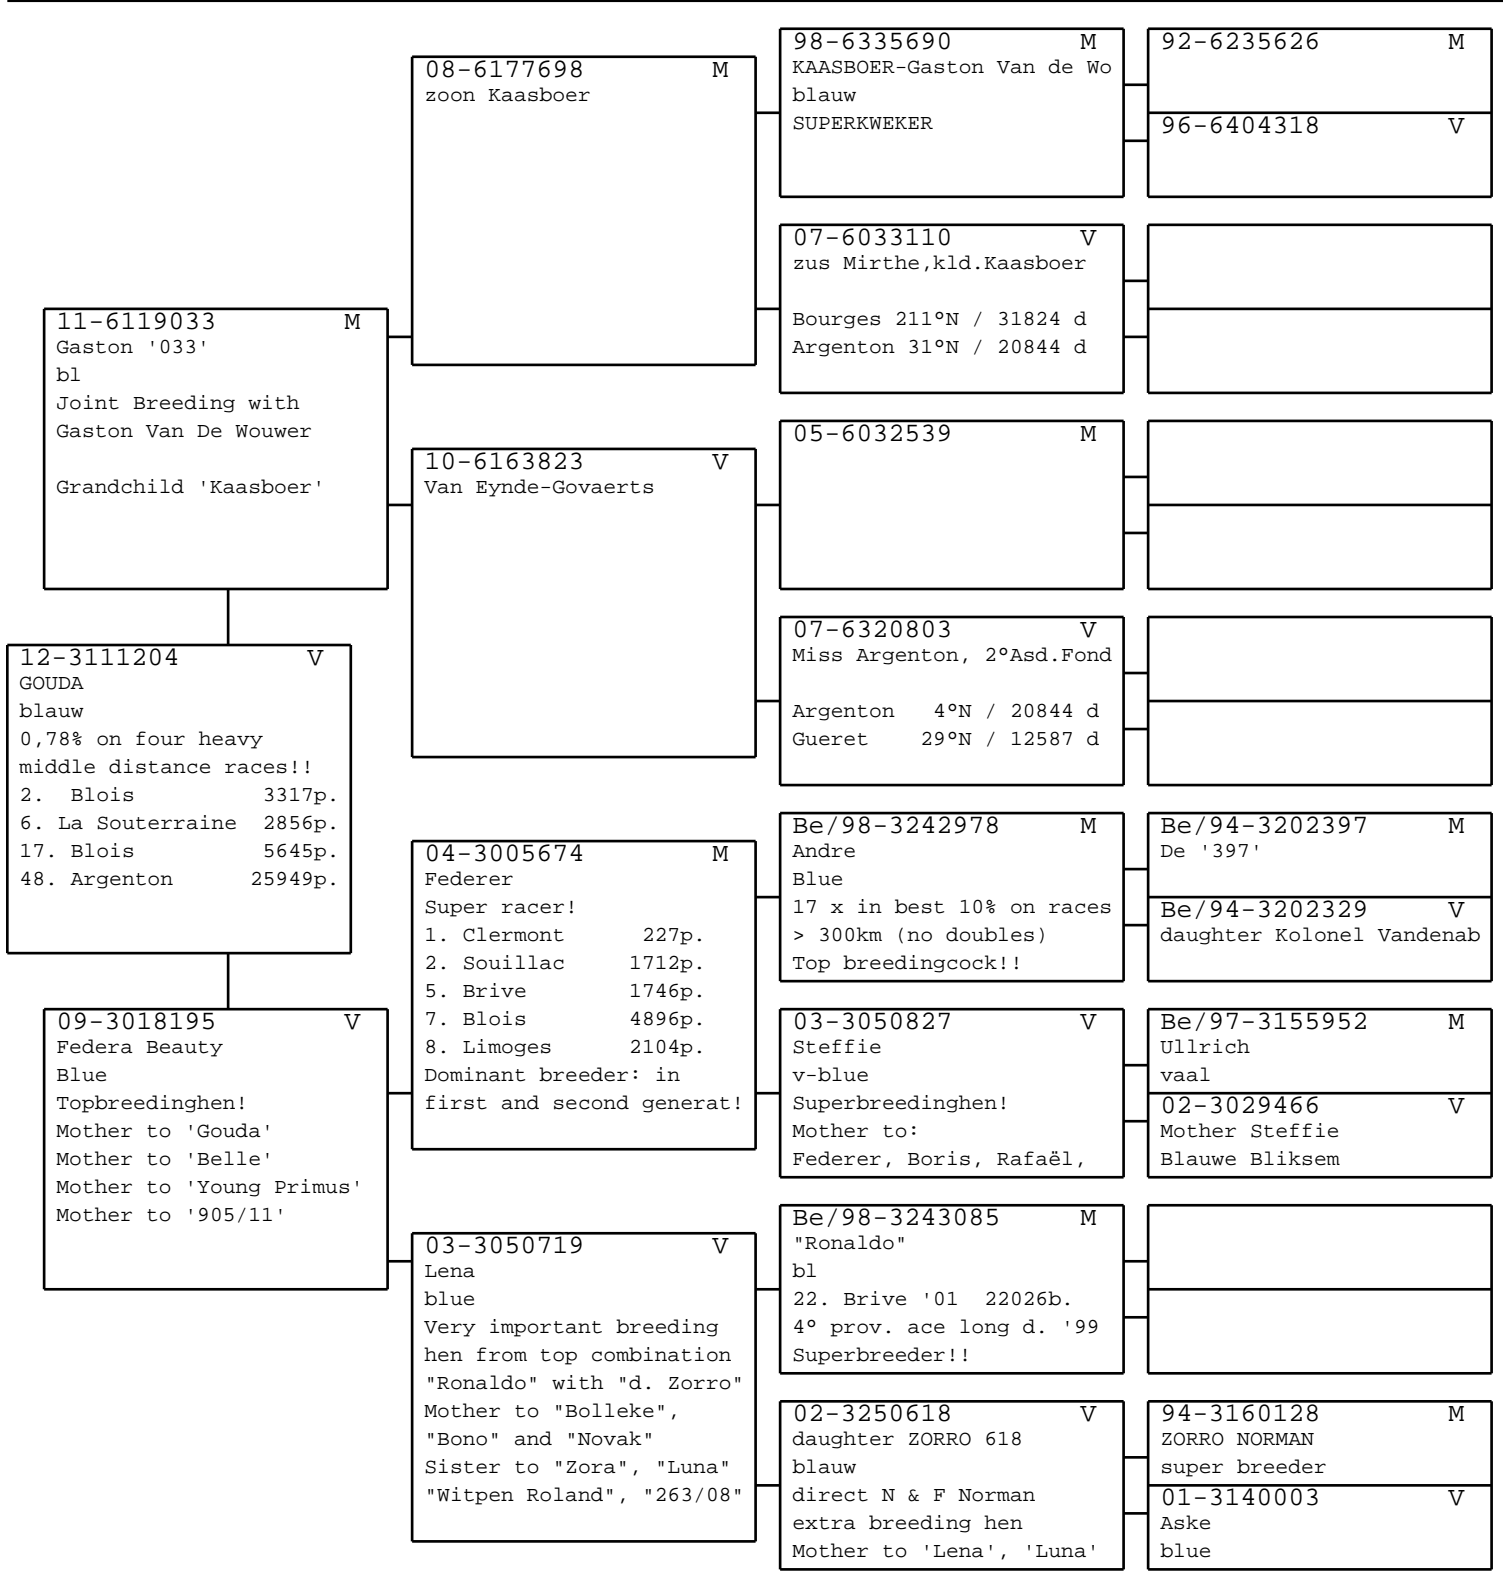 12-3111204 V
GOUDA
blauw
0,78% on four heavy
middle distance races!!
2. Blois 3317p.
6. La Souterraine 2856p.
17. Blois 5645p.
48. Argenton 25949p.
11-6119033 M
Gaston '033'
bl
Joint Breeding with
Gaston Van De Wouwer
Grandchild 'Kaasboer'
09-3018195 V
Federa Beauty
Blue
Topbreedinghen!
Mother to 'Gouda'
Mother to 'Belle'
Mother to 'Young Primus'
Mother to '905/11'
08-6177698 M
zoon Kaasboer
10-6163823 V
Van Eynde-Govaerts
04-3005674 M
Federer
Super racer!
1. Clermont 227p.
2. Souillac 1712p.
5. Brive 1746p.
7. Blois 4896p.
8. Limoges 2104p.
Dominant breeder: in
first and second generat!
03-3050719 V
Lena
blue
Very important breeding
hen from top combination
"Ronaldo" with "d. Zorro"
Mother to "Bolleke",
"Bono" and "Novak"
Sister to "Zora", "Luna"
"Witpen Roland", "263/08"
98-6335690 M
KAASBOER-Gaston Van de Wo
blauw
SUPERKWEKER
07-6033110 V
zus Mirthe,kld.Kaasboer
Bourges 211ºN / 31824 d
Argenton 31ºN / 20844 d
05-6032539 M
07-6320803 V
Miss Argenton, 2ºAsd.Fond
Argenton 4ºN / 20844 d
Gueret 29ºN / 12587 d
Be/98-3242978 M
Andre
Blue
17 x in best 10% on races
> 300km (no doubles)
Top breedingcock!!
03-3050827 V
Steffie
v-blue
Superbreedinghen!
Mother to:
Federer, Boris, Rafaël,
Be/98-3243085 M
"Ronaldo"
bl
22. Brive '01 22026b.
4º prov. ace long d. '99
Superbreeder!!
02-3250618 V
daughter ZORRO 618
blauw
direct N & F Norman
extra breeding hen
Mother to 'Lena', 'Luna'
92-6235626 M
96-6404318 V
Be/94-3202397 M
De '397'
Be/94-3202329 V
daughter Kolonel Vandenab
Be/97-3155952 M
Ullrich
vaal
02-3029466 V
Mother Steffie
Blauwe Bliksem
94-3160128 M
ZORRO NORMAN
super breeder
01-3140003 V
Aske
blue